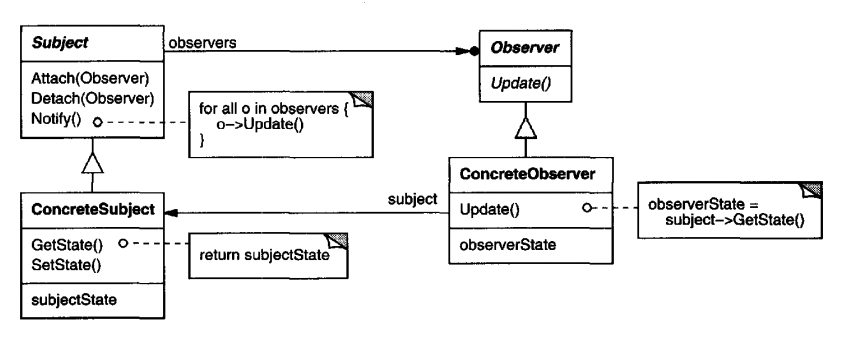 Subject
observers
Observer
Attach(Observer)
Detach(Observer)
Notify()
for all o in observers {
o->Update()
}
Update()
ConcreteSubject
subject
ConcreteObserver
GetState()
SetState()
return subjectState
Update()
observerState =
subject->GetState()
subjectState
observerState